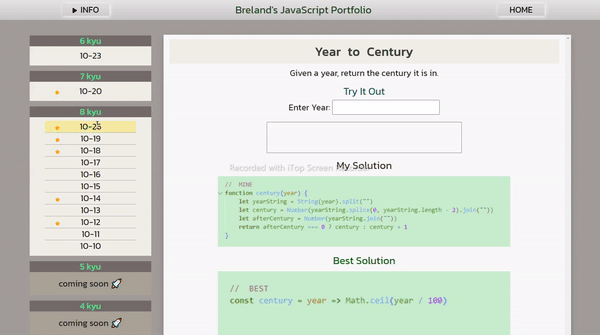 ▶ INFO
Breland's JavaScript Portfolio
HOME
6 kyu
10-23
7 kyu
10-20
8 kyu
10-25
10-19
10-18
10-17
10-16
10-15
10-14
10-13
10-12
10-11
10-10
5 kyu
coming soon 🚀
4 kyu
coming soon 🚀
Year to Century
Given a year, return the century it is in.
Try It Out
Enter Year:
Recorded with iTop Screen
My Solution
// MINE
function century(year) {
let yearString = String(year).split("")
let century = Number(yearString.splice(0, yearString.length - 2).join(""))
let afterCentury = Number(yearString.join(""))
return afterCentury === 0 ? century : century + 1
}
Best Solution
// BEST
const century = year => Math.ceil(year / 100)